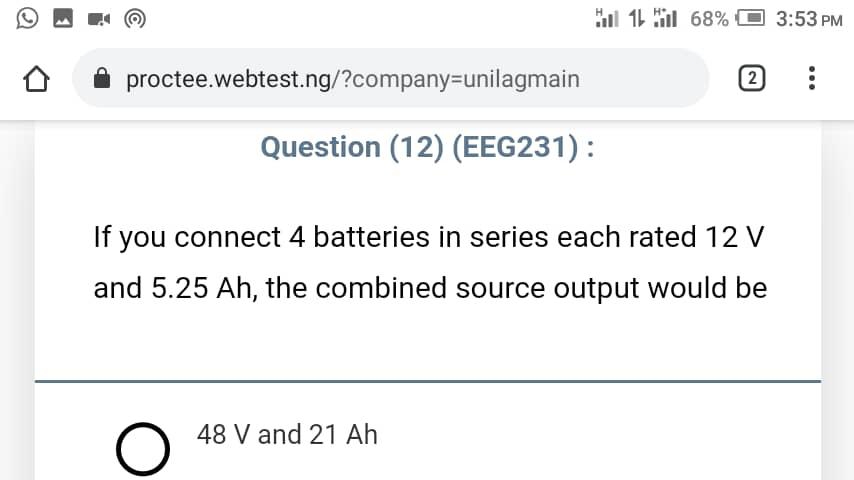 H H+ 68% 3:53 PM
proctee.webtest.ng/?company=unilagmain 2
Question (12) (EEG231) :
If you connect 4 batteries in series each rated 12 V
and 5.25 Ah, the combined source output would be
48 V and 21 Ah